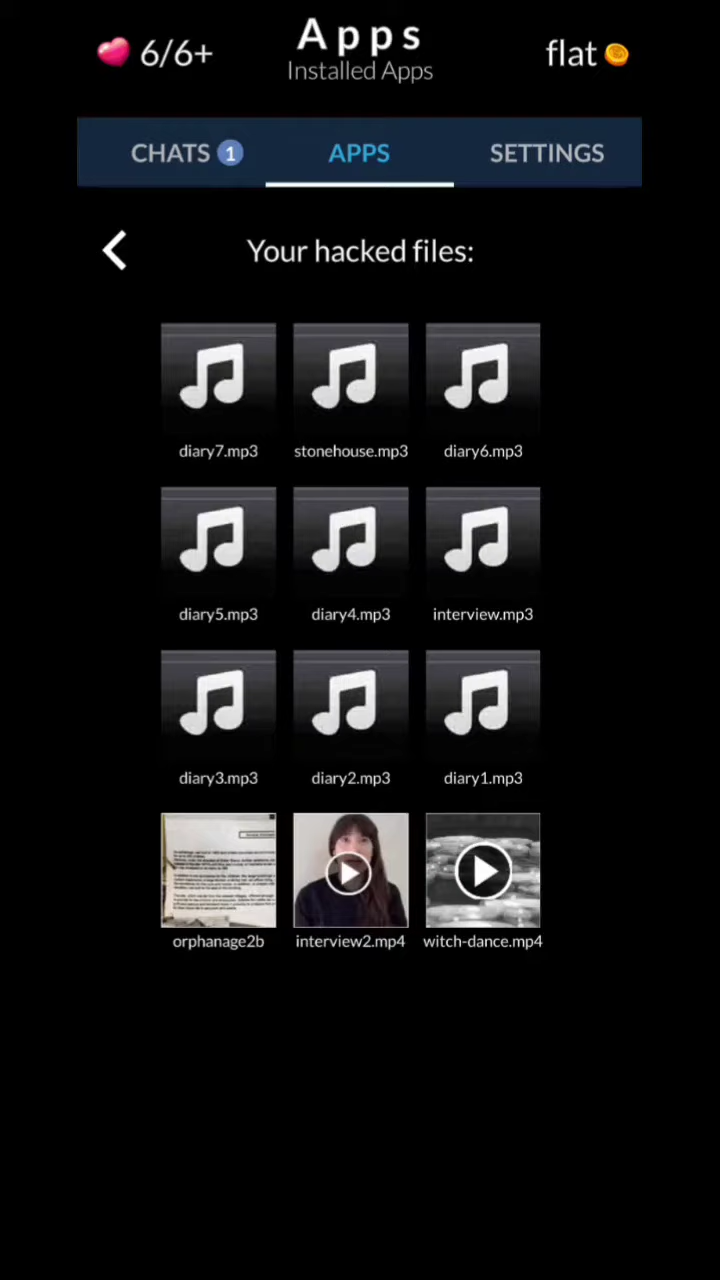 6/6+
Apps
Installed Apps
flat
CHATS 1
APPS
SETTINGS
Your hacked files:
diary7.mp3
stonehouse.mp3
diary6.mp3
diary5.mp3
diary4.mp3
interview.mp3
diary3.mp3
diary2.mp3
diary1.mp3
orphanage2b
interview2.mp4
witch-dance.mp4